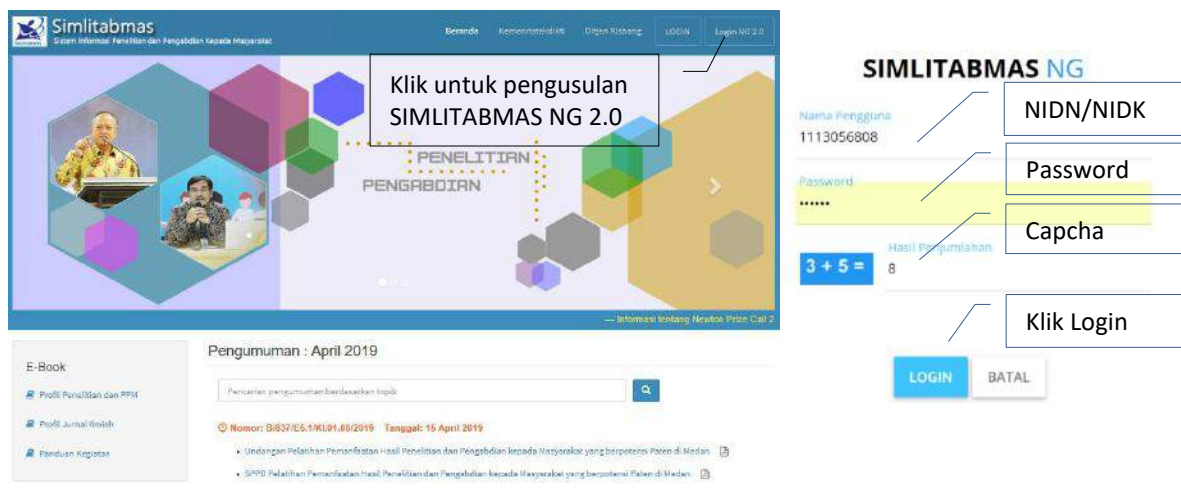 Simlitabmas
Sistem Informasi Penelitian dan Pengabdian Kepada Masyarakat
Beranda Kemenristekdikti Ditjen Risbang LOGIN Login NG 2.0
Klik untuk pengusulan
SIMLITABMAS NG 2.0
PENELITIAN
PENGABDIAN
— Informasi tentang Newton Prize Call 2
E-Book
Profil Penelitian dan PPM
Profil Jurnal Ilmiah
Panduan Kegiatan
Pengumuman : April 2019
Pencarian pengumuman berdasarkan topik
Nomor: B/837/E5.1/KI.01.08/2019 Tanggal: 15 April 2019
Undangan Pelatihan Pemanfaatan Hasil Penelitian dan Pengabdian kepada Masyarakat yang berpotensi Paten di Medan
SPPD Pelatihan Pemanfaatan Hasil Penelitian dan Pengabdian kepada Masyarakat yang berpotensi Paten di Medan
SIMLITABMAS NG
Nama Pengguna
1113056808
NIDN/NIDK
Password
Password
••••••
Capcha
Hasil Penjumlahan
3 + 5 =
8
Klik Login
LOGIN
BATAL